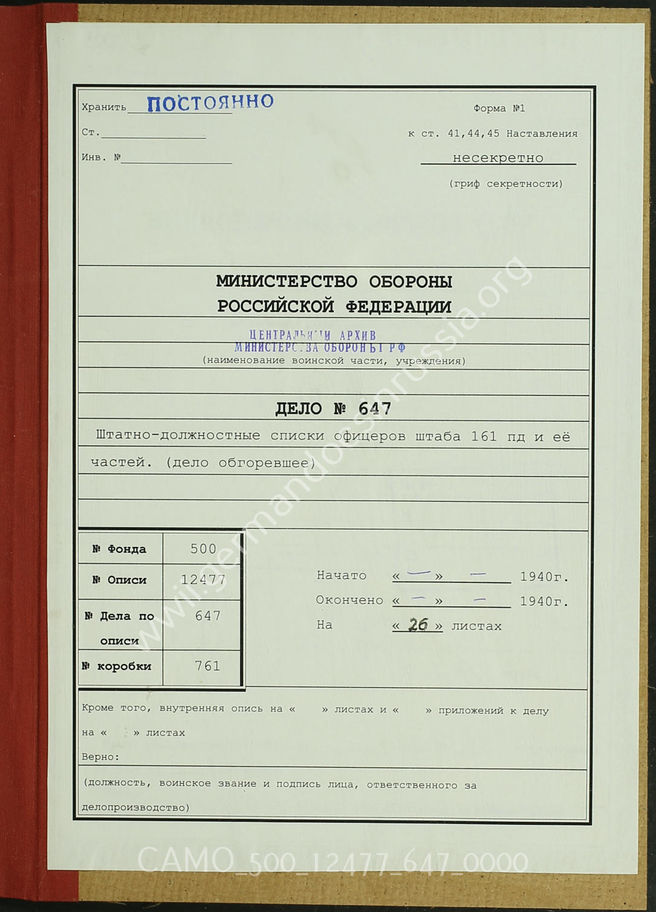 Хранить ПОСТОЯННО
Форма №1
Ст.
к ст. 41,44,45 Наставления
Инв. №
несекретно
(гриф секретности)
МИНИСТЕРСТВО ОБОРОНЫ
РОССИЙСКОЙ ФЕДЕРАЦИИ
ЦЕНТРАЛЬНЫЙ АРХИВ
МИНИСТЕРСТВА ОБОРОНЫ РФ
(наименование воинской части, учреждения)
ДЕЛО № 647
Штатно-должностные списки офицеров штаба 161 пд и её
частей. (дело обгоревшее)
№ Фонда 500
№ Описи 12477
№ Дела по описи 647
№ коробки 761
Начато « — » — 1940г.
Окончено « — » — 1940г.
На « 26 » листах
Кроме того, внутренняя опись на « » листах и « » приложений к делу
на « » листах
Верно:
(должность, воинское звание и подпись лица, ответственного за
делопроизводство)
www.germandocsinrussia.org
CAMO_500_12477_647_0000